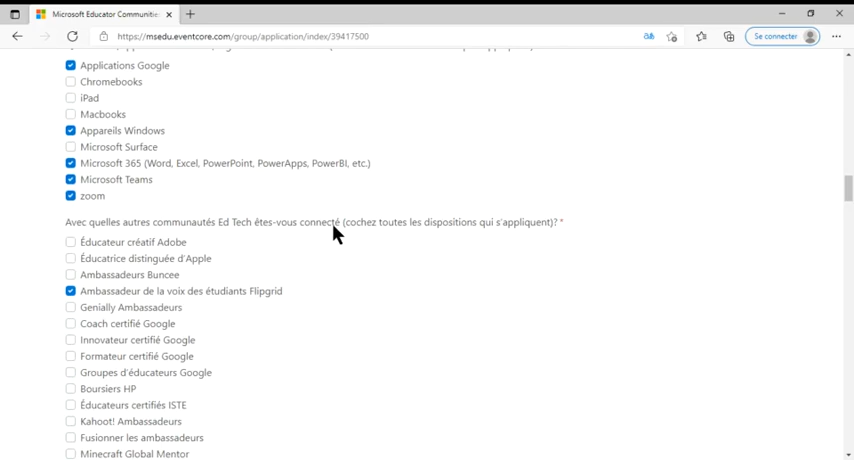 Microsoft Educator Communities
https://msedu.eventcore.com/group/application/index/39417500
Se connecter
Applications Google
Chromebooks
iPad
Macbooks
Appareils Windows
Microsoft Surface
Microsoft 365 (Word, Excel, PowerPoint, PowerApps, PowerBI, etc.)
Microsoft Teams
zoom
Avec quelles autres communautés Ed Tech êtes-vous connecté (cochez toutes les dispositions qui s'appliquent)? *
Éducateur créatif Adobe
Éducatrice distinguée d'Apple
Ambassadeurs Buncee
Ambassadeur de la voix des étudiants Flipgrid
Genially Ambassadeurs
Coach certifié Google
Innovateur certifié Google
Formateur certifié Google
Groupes d'éducateurs Google
Boursiers HP
Éducateurs certifiés ISTE
Kahoot! Ambassadeurs
Fusionner les ambassadeurs
Minecraft Global Mentor